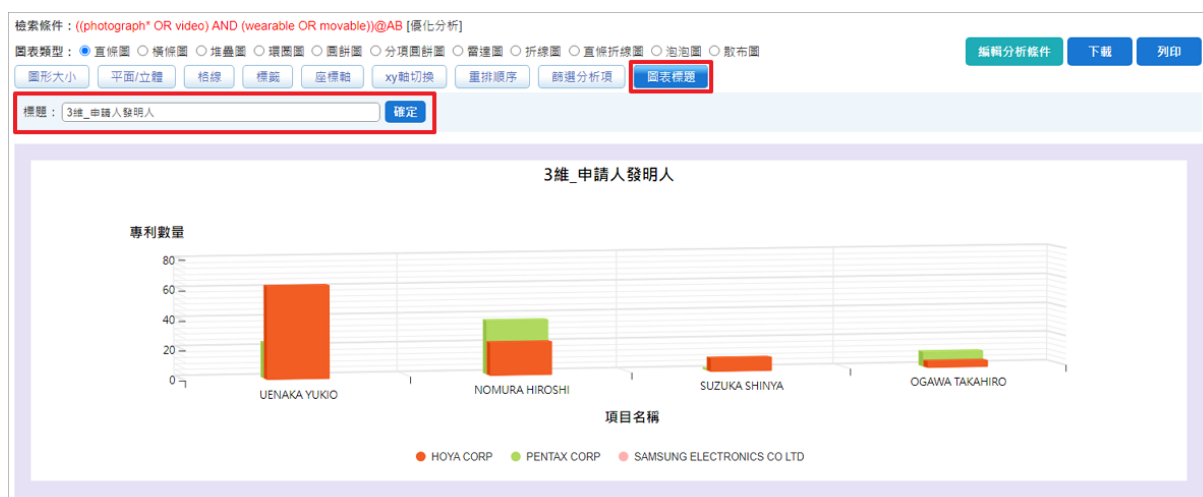 檢索條件：((photograph* OR video) AND (wearable OR movable))@AB [優化分析]
圖表類型： 直條圖 橫條圖 堆疊圖 環圈圖 圓餅圖 分項圓餅圖 雷達圖 折線圖 直條折線圖 泡泡圖 散布圖
編輯分析條件 下載 列印
圖形大小 平面/立體 格線 標籤 座標軸 xy軸切換 重排順序 篩選分析項 圖表標題
標題： 3維_申請人發明人 確定
3維_申請人發明人
專利數量
80
60
40
20
0
UENAKA YUKIO NOMURA HIROSHI SUZUKA SHINYA OGAWA TAKAHIRO
項目名稱
HOYA CORP PENTAX CORP SAMSUNG ELECTRONICS CO LTD